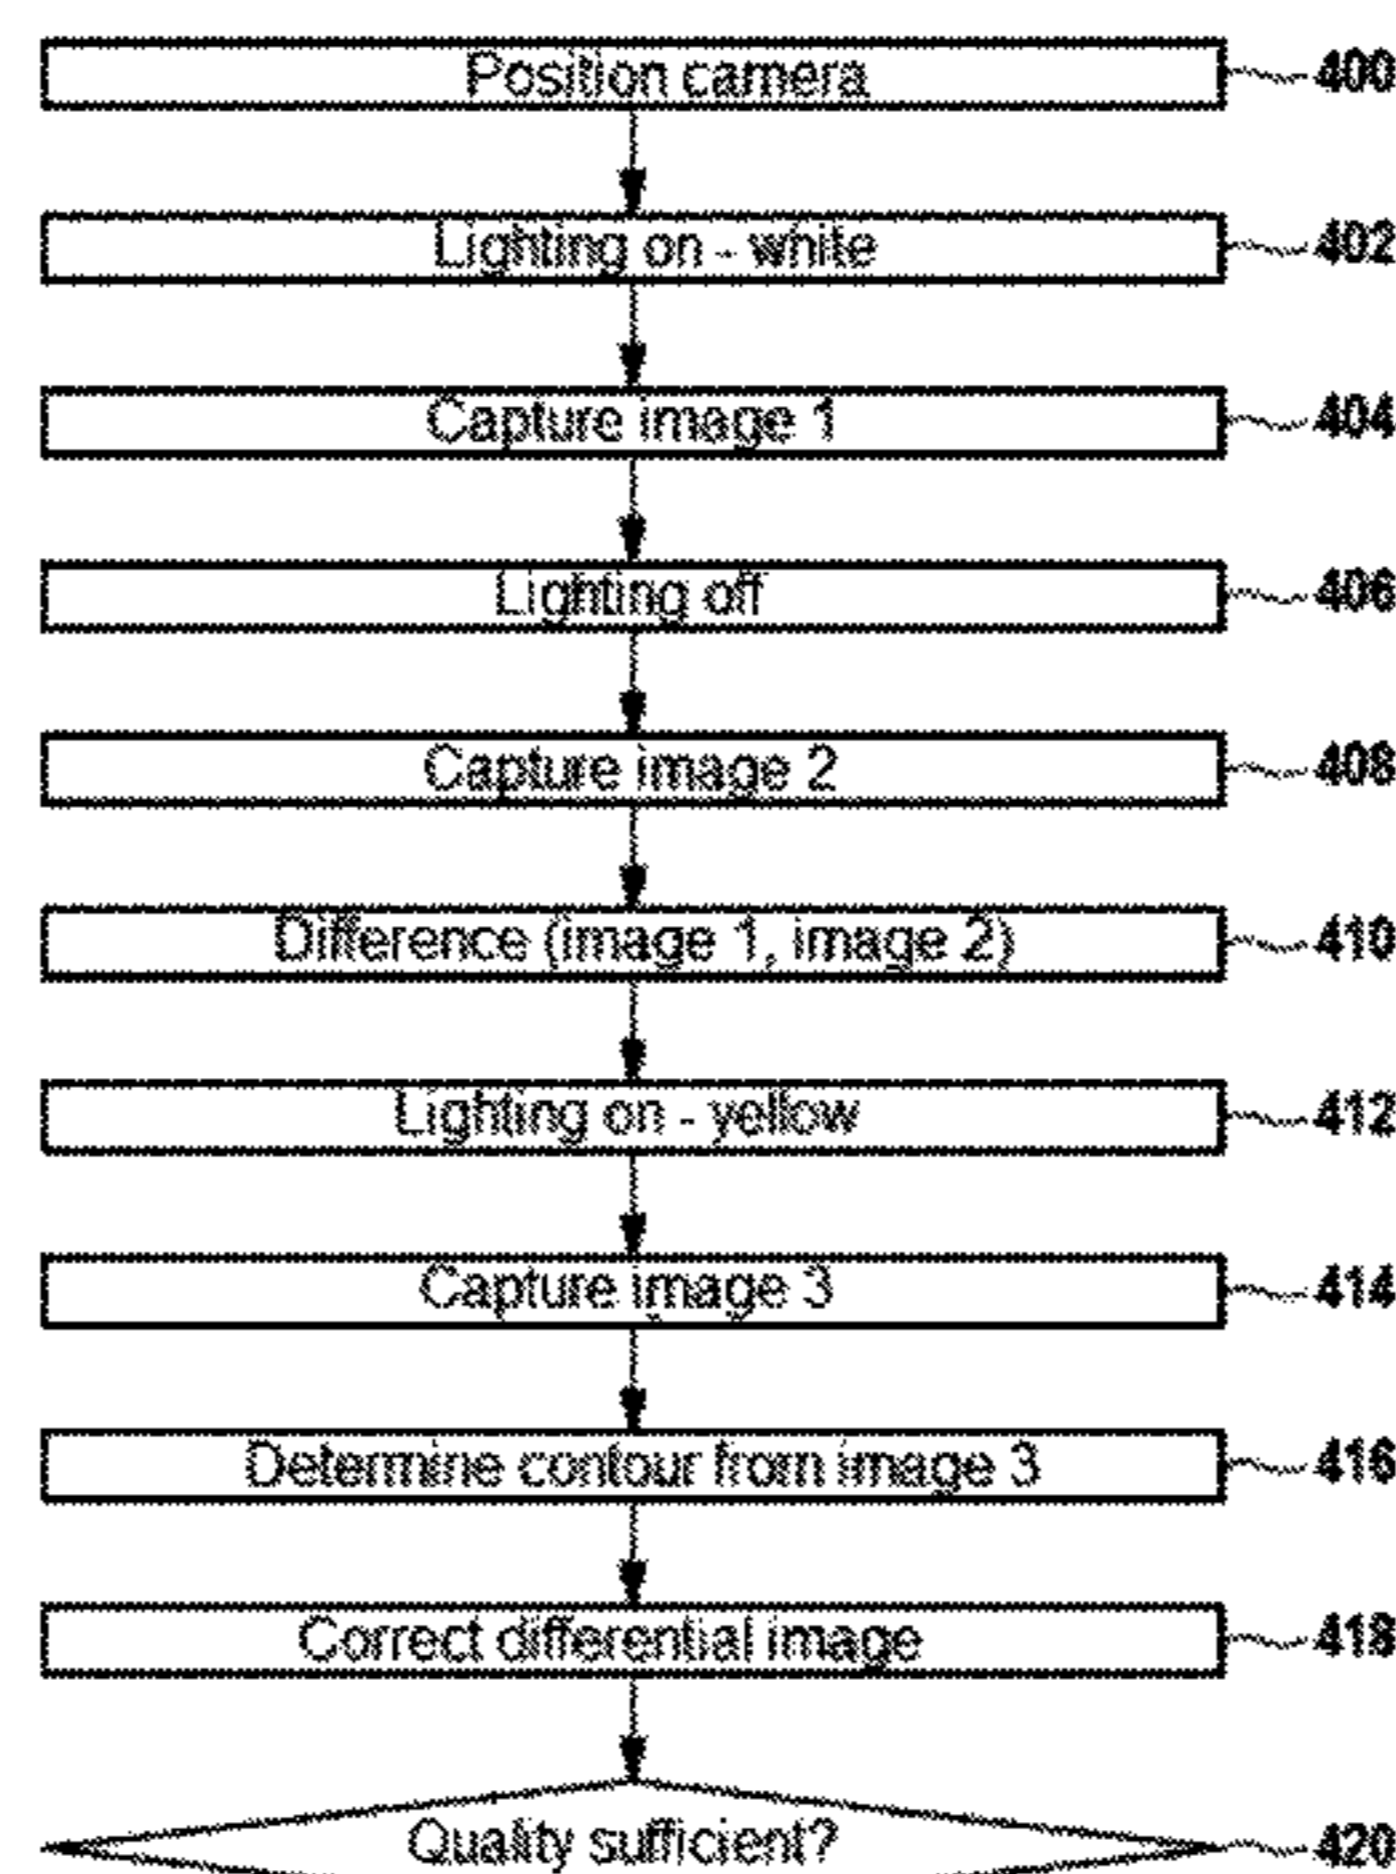 Position camera 400
Lighting on - white 402
Capture image 1 404
Lighting off 406
Capture image 2 408
Difference (image 1, image 2) 410
Lighting on - yellow 412
Capture image 3 414
Determine contour from image 3 416
Correct differential image 418
Quality sufficient? 420